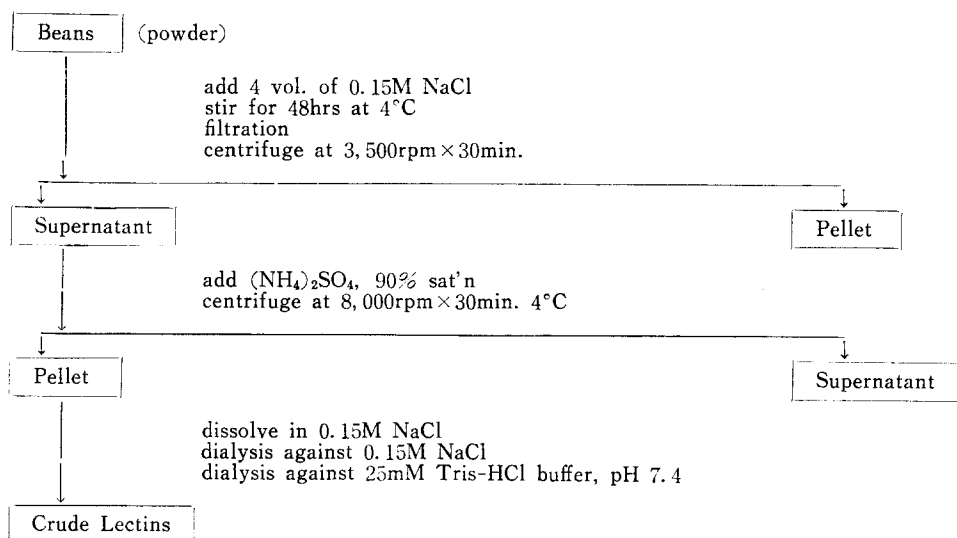 Beans (powder)
add 4 vol. of 0.15M NaCl
stir for 48hrs at 4°C
filtration
centrifuge at 3,500rpm×30min.
Supernatant Pellet
add (NH₄)₂SO₄, 90% sat'n
centrifuge at 8,000rpm×30min. 4°C
Pellet Supernatant
dissolve in 0.15M NaCl
dialysis against 0.15M NaCl
dialysis against 25mM Tris-HCl buffer, pH 7.4
Crude Lectins